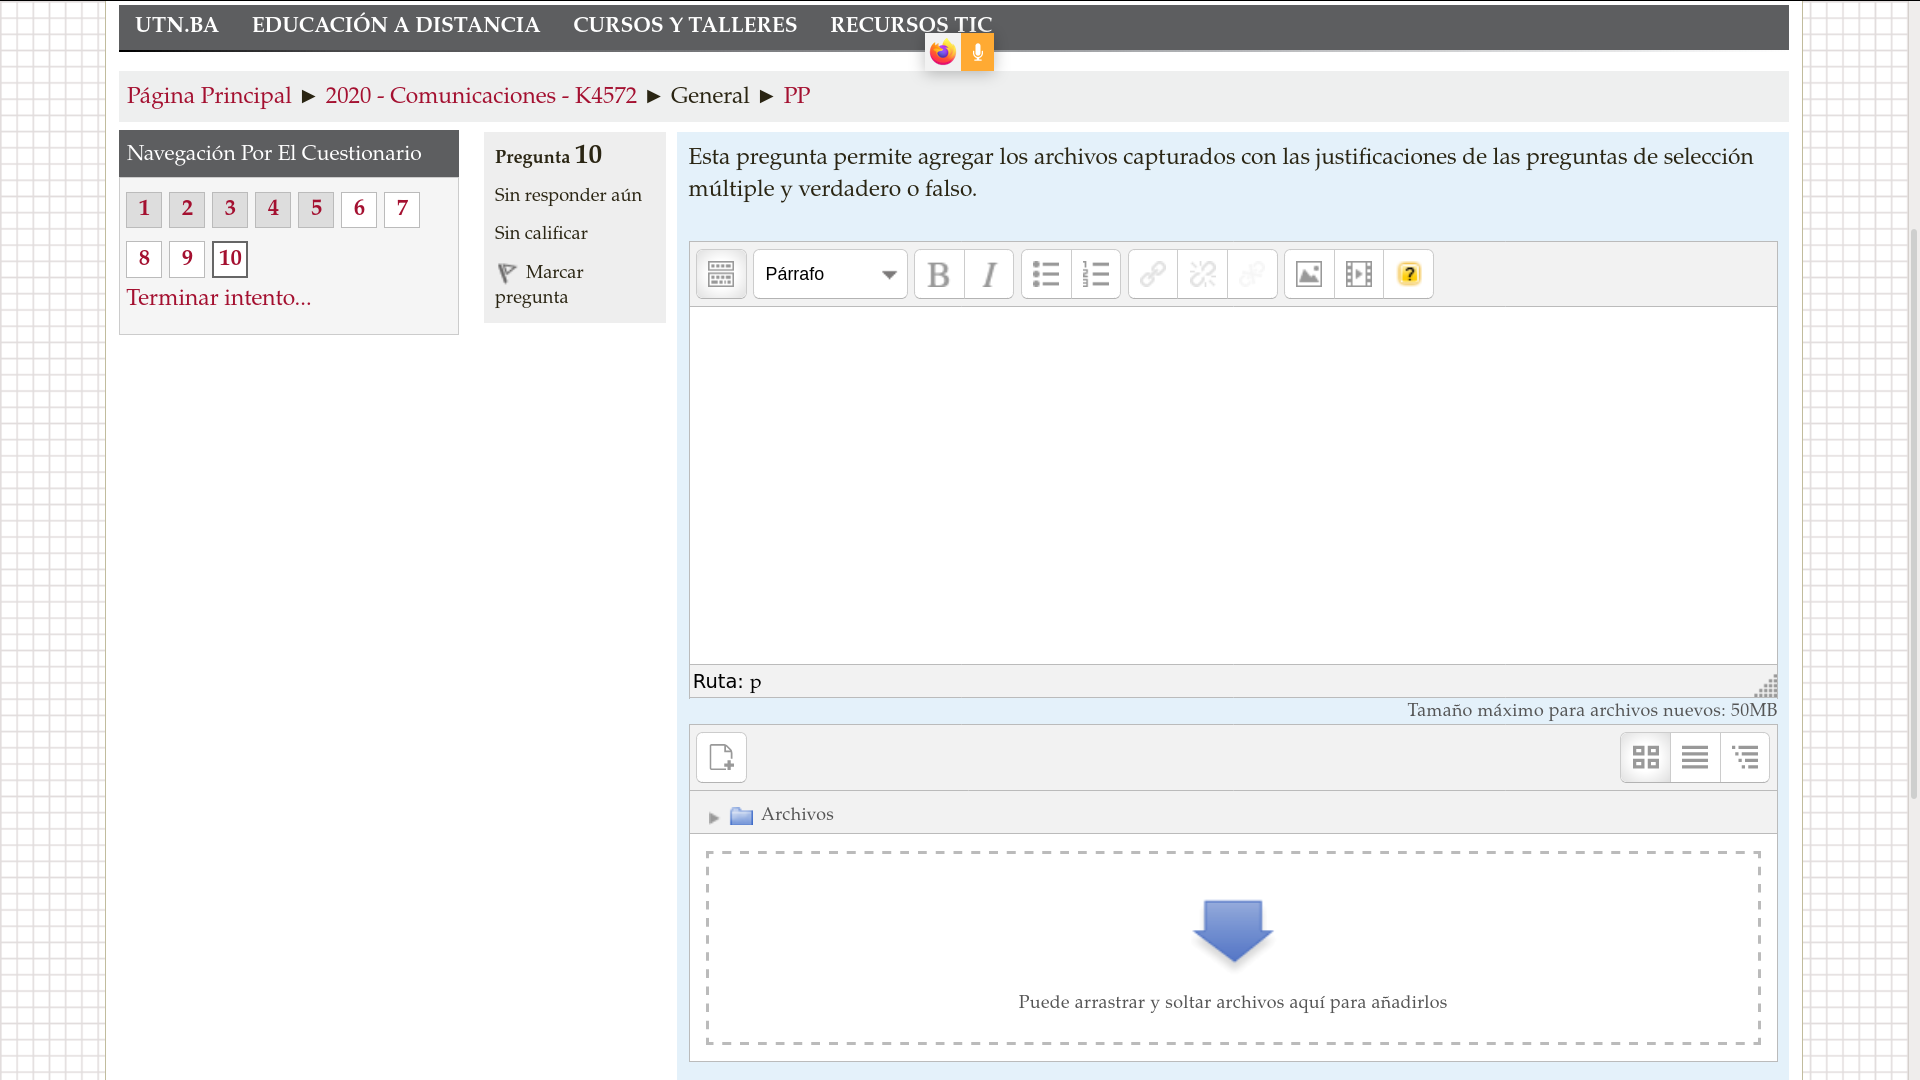 UTN.BA EDUCACIÓN A DISTANCIA CURSOS Y TALLERES RECURSOS TIC
Página Principal ► 2020 - Comunicaciones - K4572 ► General ► PP
Navegación Por El Cuestionario
1 2 3 4 5 6 7
8 9 10
Terminar intento...
Pregunta 10
Sin responder aún
Sin calificar
Marcar
pregunta
Esta pregunta permite agregar los archivos capturados con las justificaciones de las preguntas de selección
múltiple y verdadero o falso.
Párrafo B I
Ruta: p
Tamaño máximo para archivos nuevos: 50MB
Archivos
Puede arrastrar y soltar archivos aquí para añadirlos